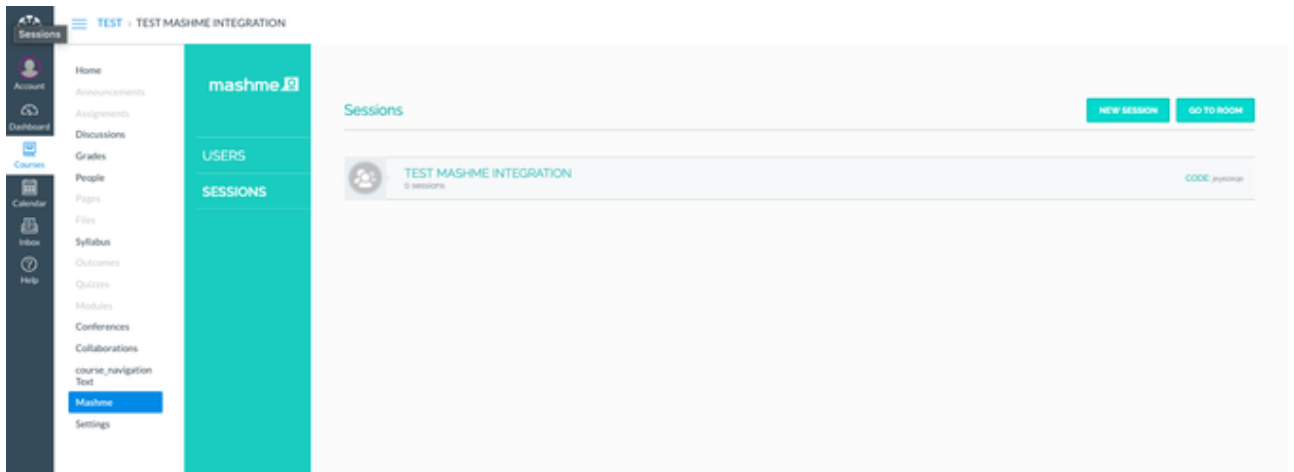 Sessions
TEST › TEST MASHME INTEGRATION
Account
Dashboard
Courses
Calendar
Inbox
Help
Home
Announcements
Assignments
Discussions
Grades
People
Pages
Files
Syllabus
Outcomes
Quizzes
Modules
Conferences
Collaborations
course_navigation
Text
Mashme
Settings
mashme
USERS
SESSIONS
Sessions
NEW SESSION
GO TO ROOM
TEST MASHME INTEGRATION
0 sessions
CODE: